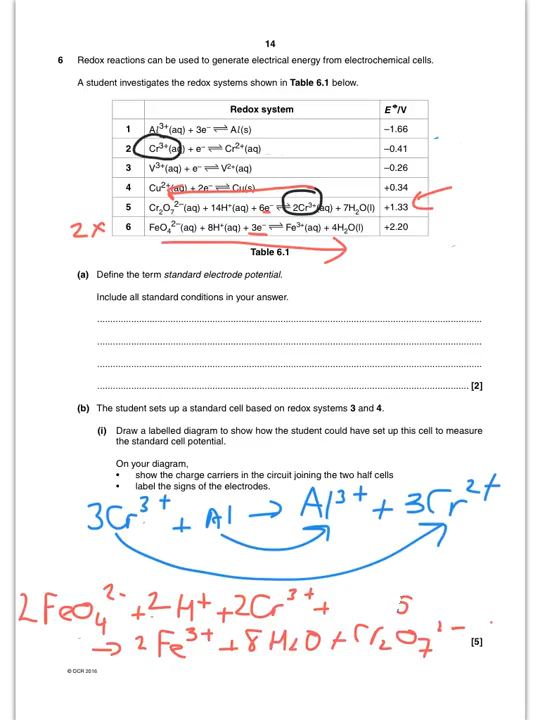 14
6 Redox reactions can be used to generate electrical energy from electrochemical cells.
A student investigates the redox systems shown in Table 6.1 below.
Redox system E⦵/V
1 Al³⁺(aq) + 3e⁻ ⇌ Al(s) −1.66
2 Cr³⁺(aq) + e⁻ ⇌ Cr²⁺(aq) −0.41
3 V³⁺(aq) + e⁻ ⇌ V²⁺(aq) −0.26
4 Cu²⁺(aq) + 2e⁻ ⇌ Cu(s) +0.34
5 Cr₂O₇²⁻(aq) + 14H⁺(aq) + 6e⁻ ⇌ 2Cr³⁺(aq) + 7H₂O(l) +1.33
2x 6 FeO₄²⁻(aq) + 8H⁺(aq) + 3e⁻ ⇌ Fe³⁺(aq) + 4H₂O(l) +2.20
Table 6.1
(a) Define the term standard electrode potential.
Include all standard conditions in your answer.
[2]
(b) The student sets up a standard cell based on redox systems 3 and 4.
(i) Draw a labelled diagram to show how the student could have set up this cell to measure
the standard cell potential.
On your diagram,
• show the charge carriers in the circuit joining the two half cells
• label the signs of the electrodes.
3Cr³⁺ + Al → Al³⁺ + 3Cr²⁺
2FeO₄²⁻ + 2H⁺ + 2Cr³⁺ + 5
→ 2Fe³⁺ + 8H₂O + Cr₂O₇²⁻
[5]
© OCR 2016